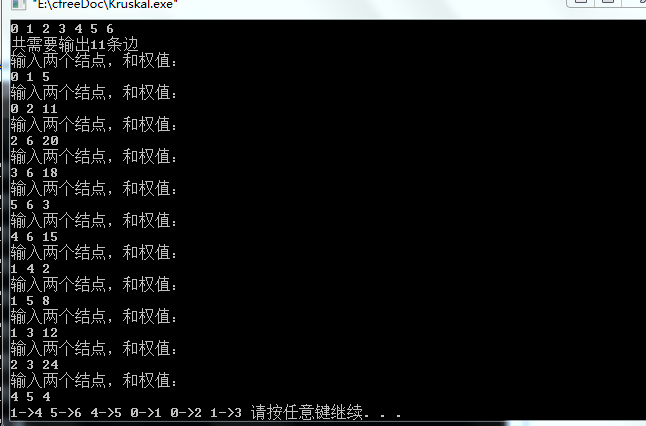 "E:\cfreeDoc\Kruskal.exe"
0 1 2 3 4 5 6
共需要输出11条边
输入两个结点，和权值：
0 1 5
输入两个结点，和权值：
0 2 11
输入两个结点，和权值：
2 6 20
输入两个结点，和权值：
3 6 18
输入两个结点，和权值：
5 6 3
输入两个结点，和权值：
4 6 15
输入两个结点，和权值：
1 4 2
输入两个结点，和权值：
1 5 8
输入两个结点，和权值：
1 3 12
输入两个结点，和权值：
2 3 24
输入两个结点，和权值：
4 5 4
1->4 5->6 4->5 0->1 0->2 1->3 请按任意键继续. . .